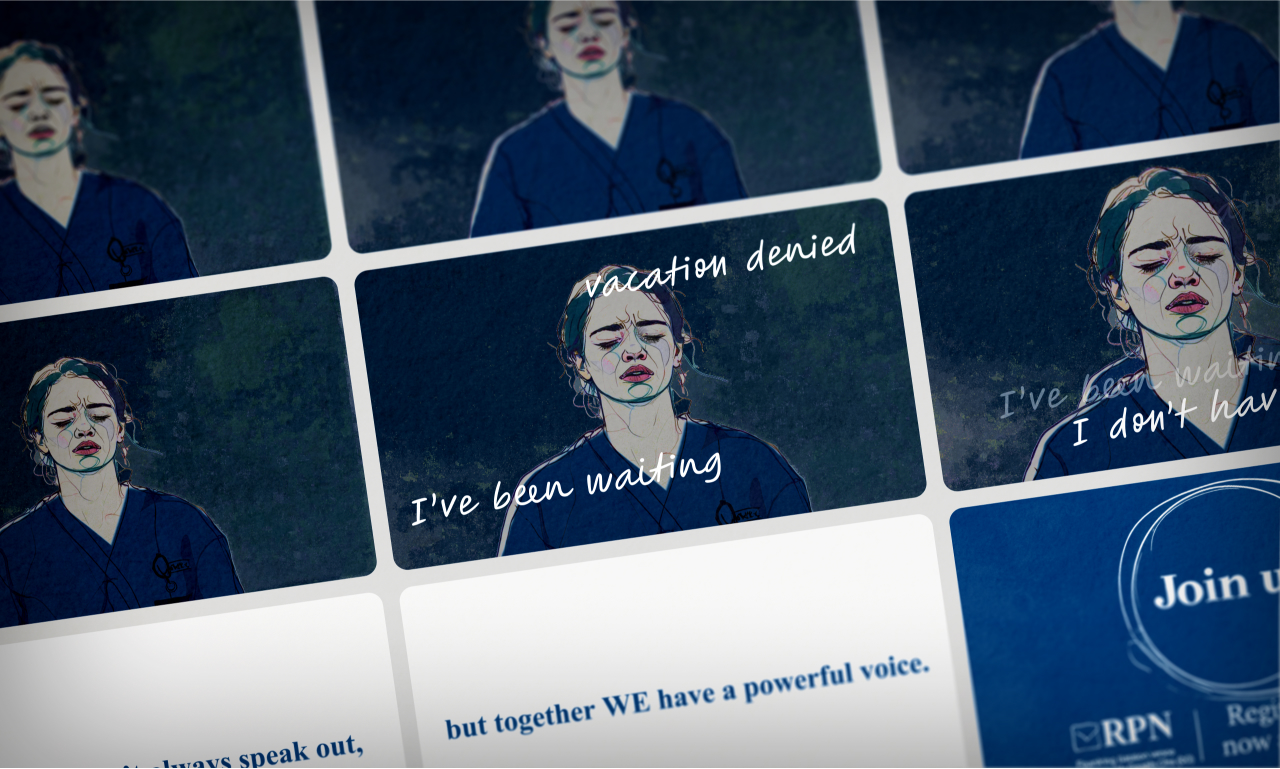 vacation denied
I've been waiting
I've been waitin
I don't hav
always speak out,
but together WE have a powerful voice.
Join u
RPN
Regi
now